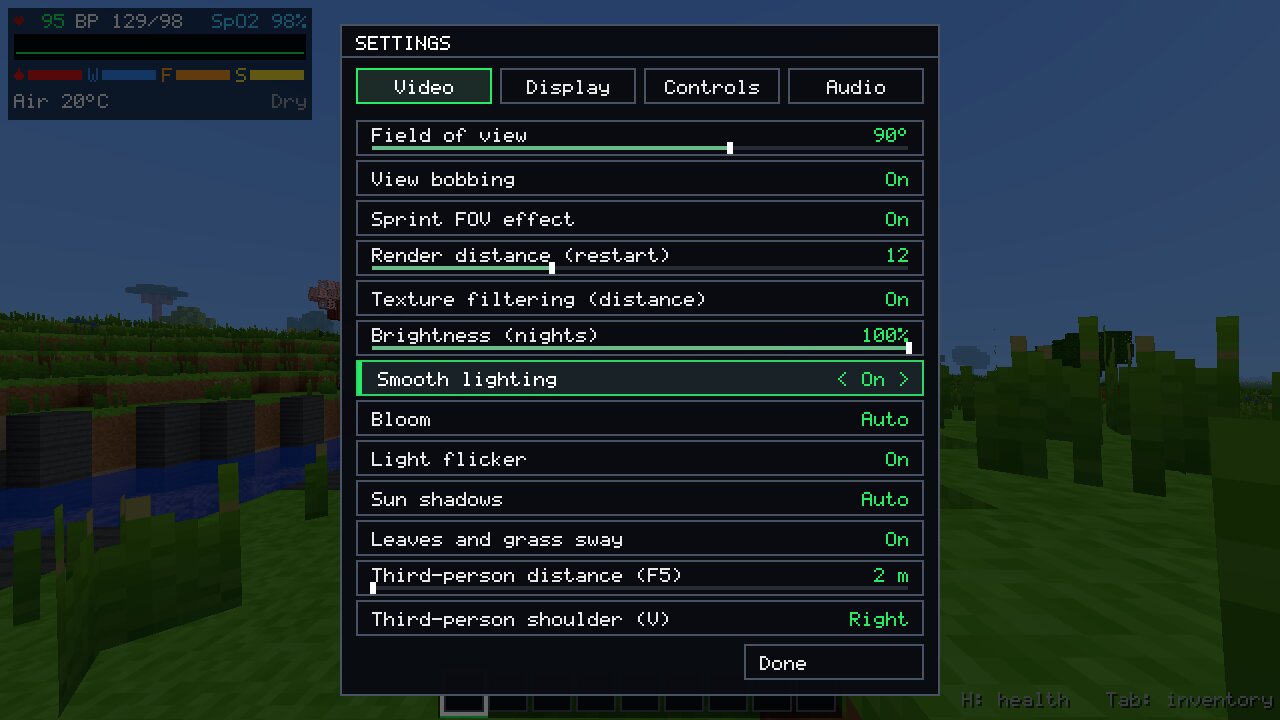 95 BP 129/98 SpO2 98%
W F S
Air 20°C Dry
SETTINGS
Video Display Controls Audio
Field of view 90°
View bobbing On
Sprint FOV effect On
Render distance (restart) 12
Texture filtering (distance) On
Brightness (nights) 100%
Smooth lighting < On >
Bloom Auto
Light flicker On
Sun shadows Auto
Leaves and grass sway On
Third-person distance (F5) 2 m
Third-person shoulder (V) Right
Done
H: health Tab: inventory